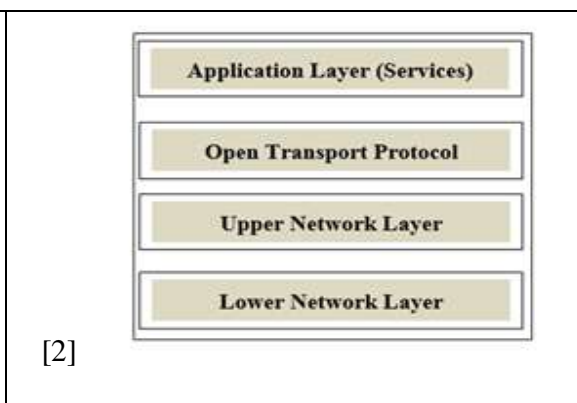 Application Layer (Services)
Open Transport Protocol
Upper Network Layer
Lower Network Layer
[2]